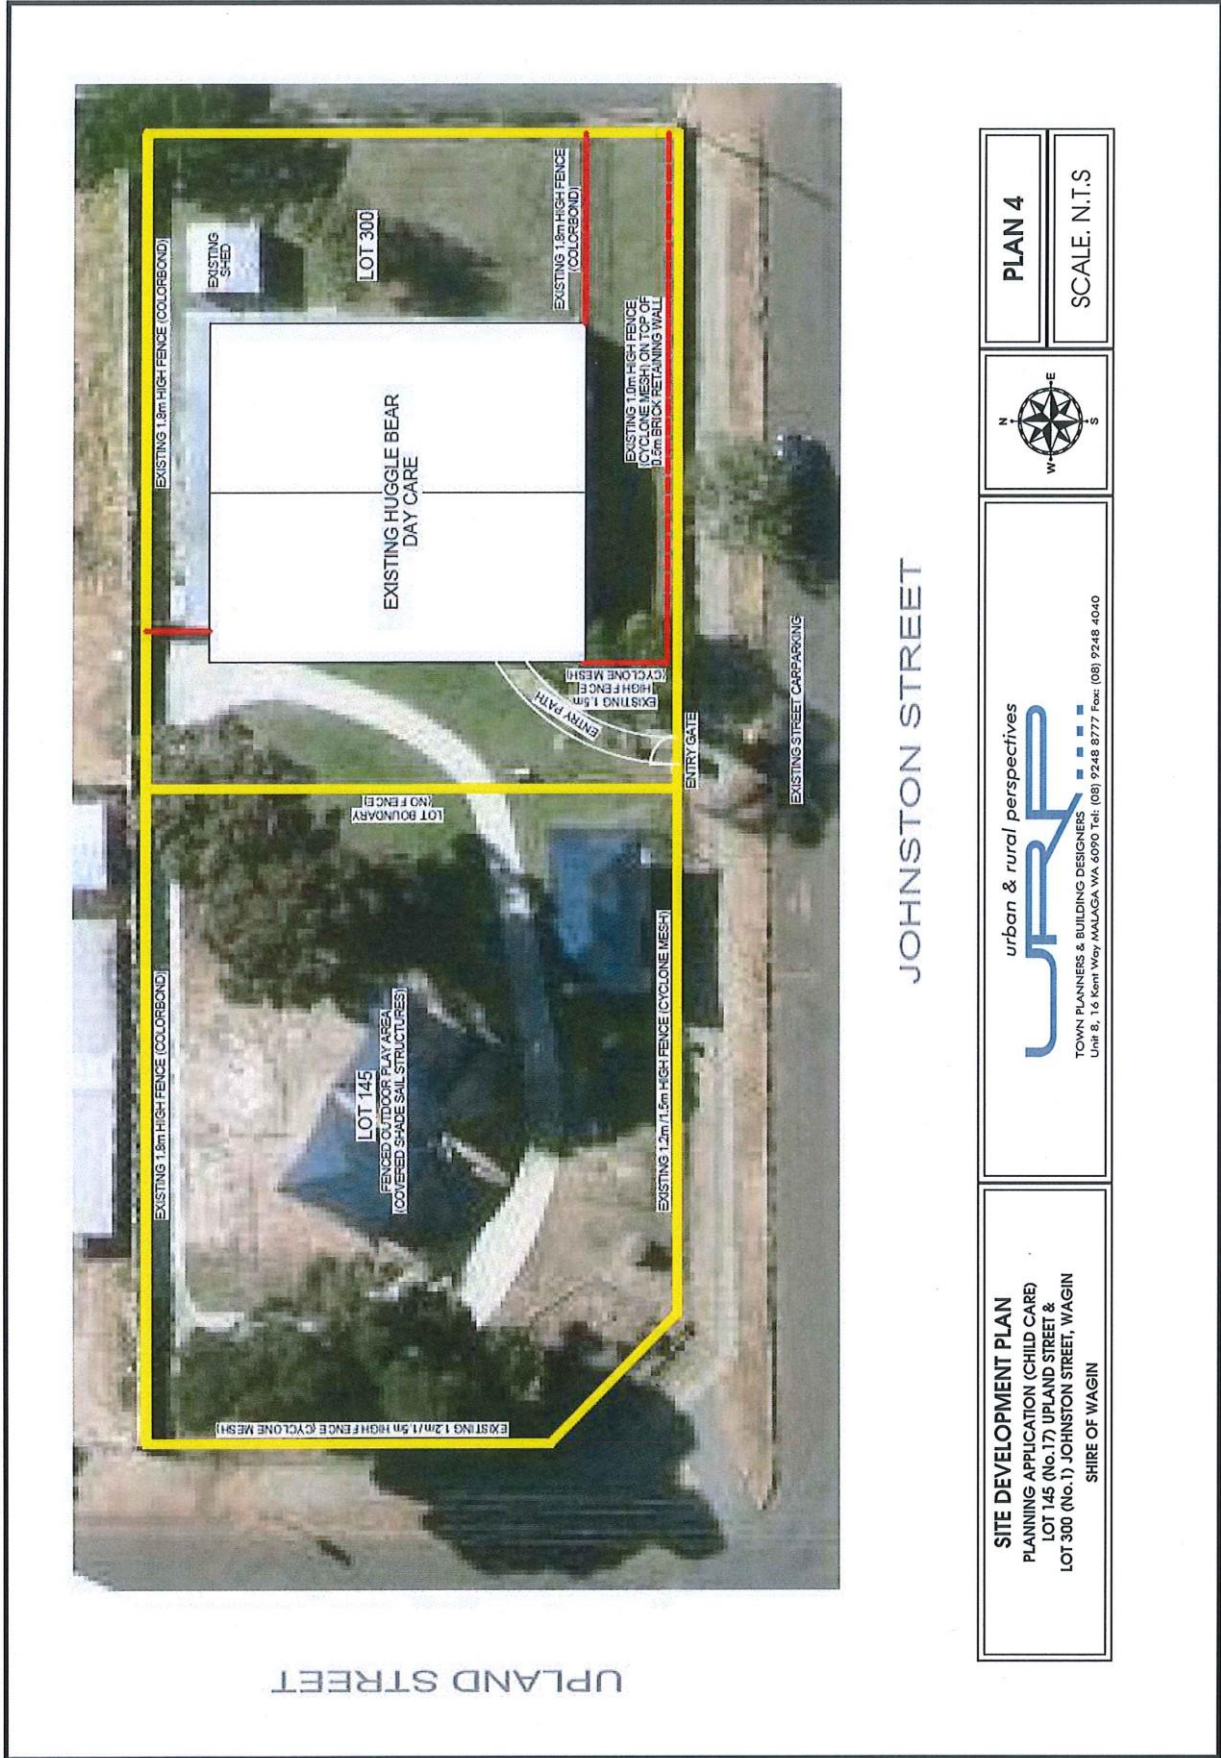 EXISTING 1.8m HIGH FENCE (COLORBOND)
EXISTING 1.8m HIGH FENCE (COLORBOND)
EXISTING
SHED
LOT 300
EXISTING HUGGLE BEAR
DAY CARE
EXISTING 1.8m HIGH FENCE
(COLORBOND)
EXISTING 1.0m HIGH FENCE
(CYCLONE MESH) ON TOP OF
0.5m BRICK RETAINING WALL
EXISTING 1.5m
HIGH FENCE
(CYCLONE MESH)
ENTRY PATH
ENTRY GATE
LOT BOUNDARY
(NO FENCE)
LOT 145
FENCED OUTDOOR PLAY AREA
(COVERED SHADE SAIL STRUCTURES)
EXISTING 1.2m/1.5m HIGH FENCE (CYCLONE MESH)
EXISTING 1.2m/1.5m HIGH FENCE (CYCLONE MESH)
EXISTING STREET CARPARKING
UPLAND STREET
JOHNSTON STREET
SITE DEVELOPMENT PLAN
PLANNING APPLICATION (CHILD CARE)
LOT 145 (No.17) UPLAND STREET &
LOT 300 (No.1) JOHNSTON STREET, WAGIN
SHIRE OF WAGIN
urban & rural perspectives
URP
TOWN PLANNERS & BUILDING DESIGNERS
Unit 8, 16 Kent Way MALAGA WA 6090 Tel: (08) 9248 8777 Fax: (08) 9248 4040
N
W
E
S
PLAN 4
SCALE. N.T.S